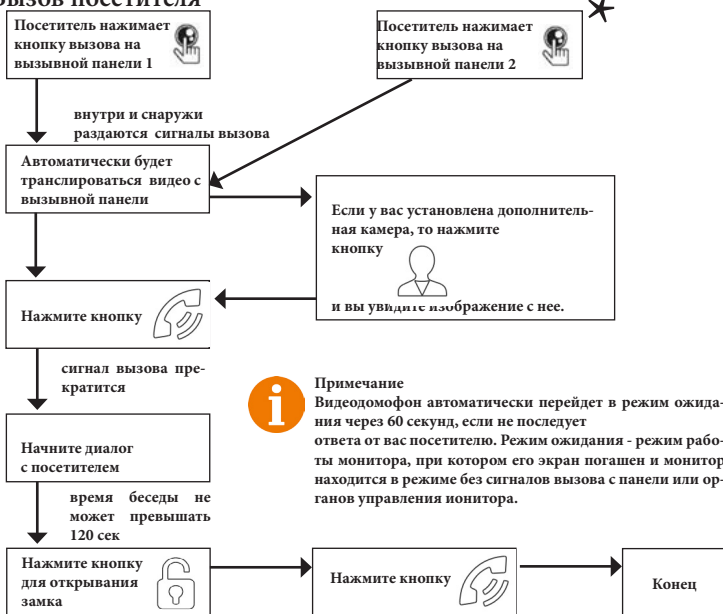 Вызов посетителя
Посетитель нажимает
кнопку вызова на
вызывной панели 1
Посетитель нажимает
кнопку вызова на
вызывной панели 2
внутри и снаружи
раздаются сигналы вызова
Автоматически будет
транслироваться видео с
вызывной панели
Если у вас установлена дополнитель-
ная камера, то нажмите
кнопку
и вы увидите изображение с нее.
Нажмите кнопку
сигнал вызова пре-
кратится
Примечание
Видеодомофон автоматически перейдет в режим ожида-
ния через 60 секунд, если не последует
ответа от вас посетителю. Режим ожидания - режим рабо-
ты монитора, при котором его экран погашен и монитор
находится в режиме без сигналов вызова с панели или ор-
ганов управления ионитора.
Начните диалог
с посетителем
время беседы не
может превышать
120 сек
Нажмите кнопку
для открывания
замка
Нажмите кнопку
Конец